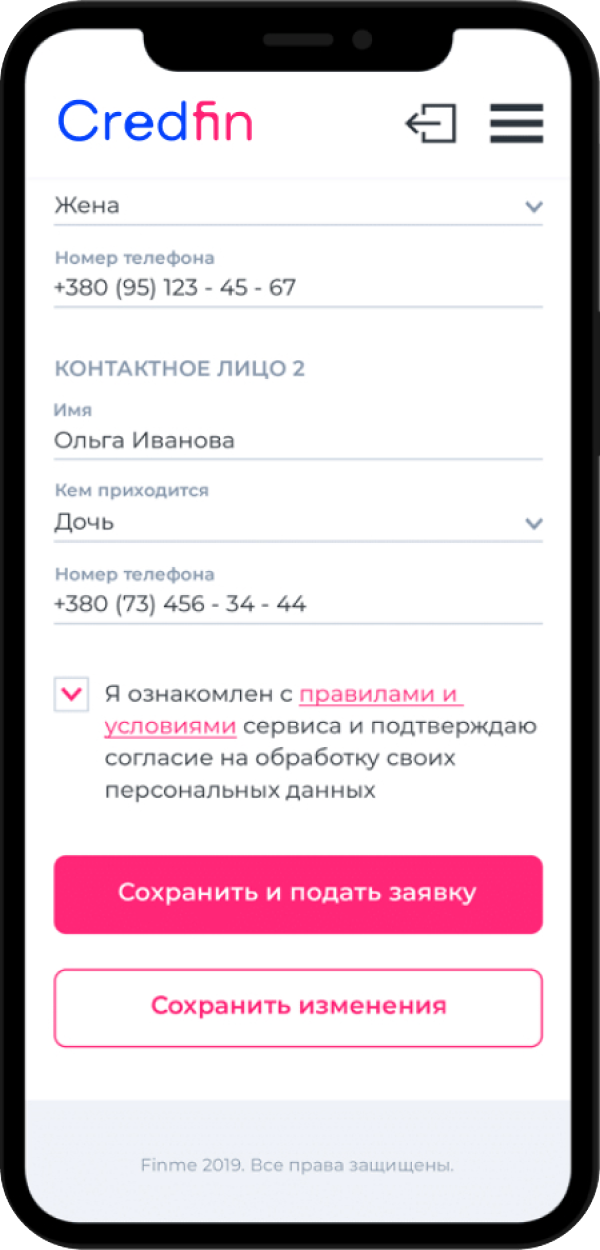 Credfin
Жена
Номер телефона
+380 (95) 123 - 45 - 67
КОНТАКТНОЕ ЛИЦО 2
Имя
Ольга Иванова
Кем приходится
Дочь
Номер телефона
+380 (73) 456 - 34 - 44
Я ознакомлен с правилами и
условиями сервиса и подтверждаю
согласие на обработку своих
персональных данных
Сохранить и подать заявку
Сохранить изменения
Finme 2019. Все права защищены.